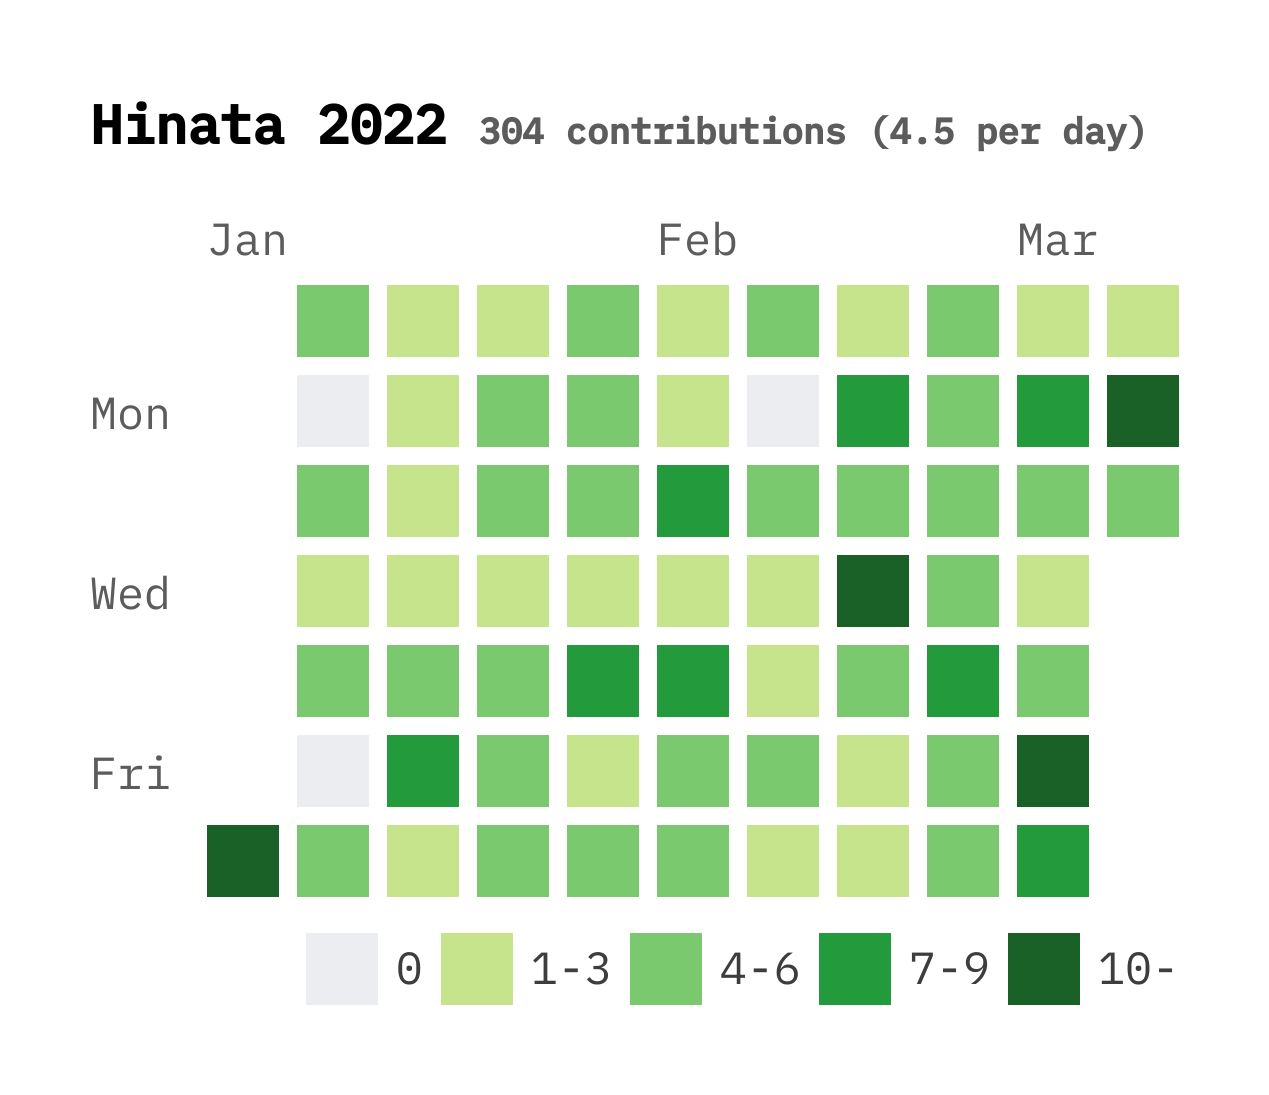 Hinata 2022 304 contributions (4.5 per day)
Jan Feb Mar
Mon
Wed
Fri
0 1-3 4-6 7-9 10-